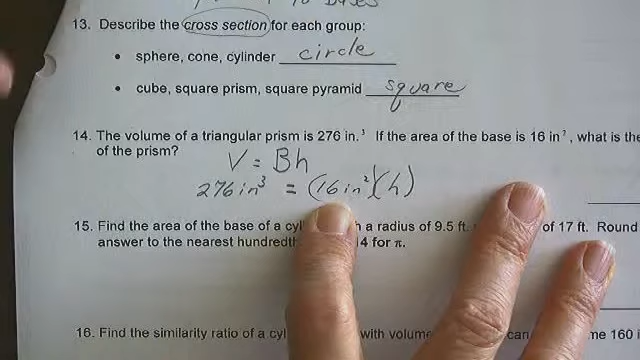 13. Describe the cross section for each group:
• sphere, cone, cylinder circle
• cube, square prism, square pyramid square
14. The volume of a triangular prism is 276 in.³ If the area of the base is 16 in², what is the
of the prism?
V = Bh
276in³ = (16in²)(h)
15. Find the area of the base of a cyl a radius of 9.5 ft. of 17 ft. Round
answer to the nearest hundredth 14 for π.
16. Find the similarity ratio of a cyl with volume can me 160 i